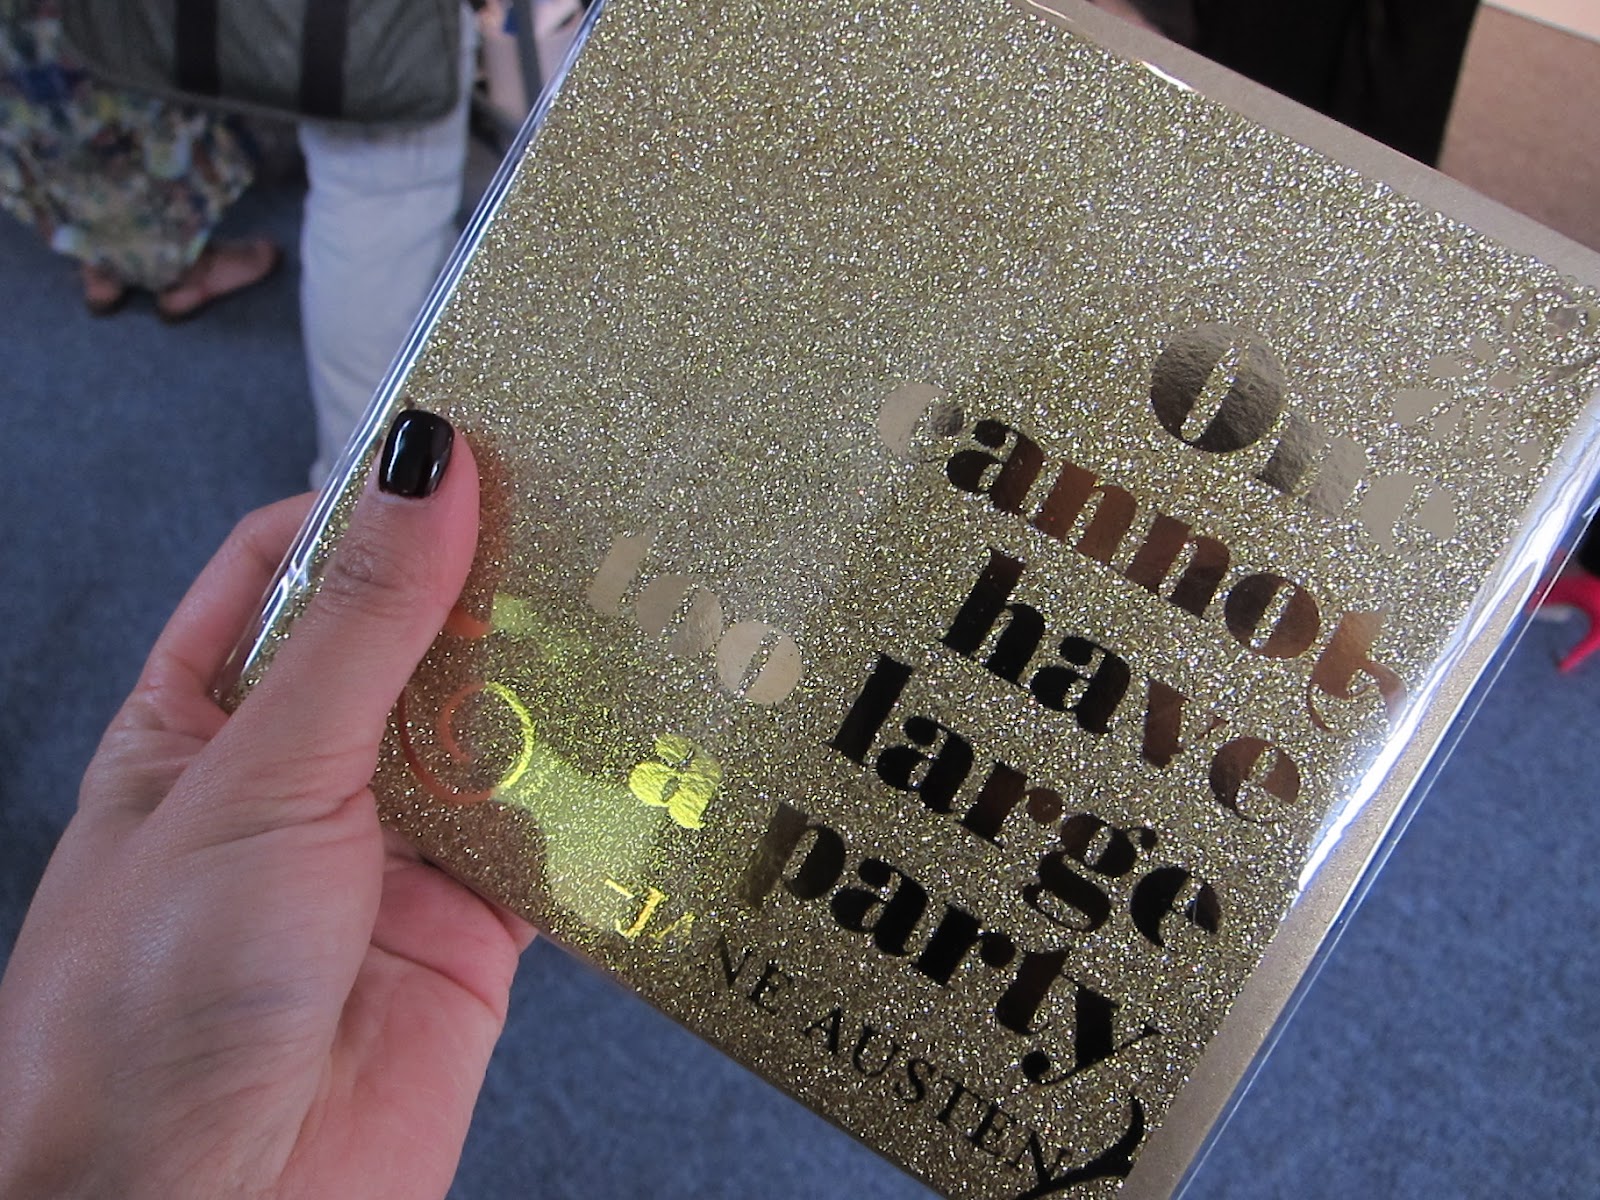 One
cannot
have
too large
a party
JANE AUSTEN